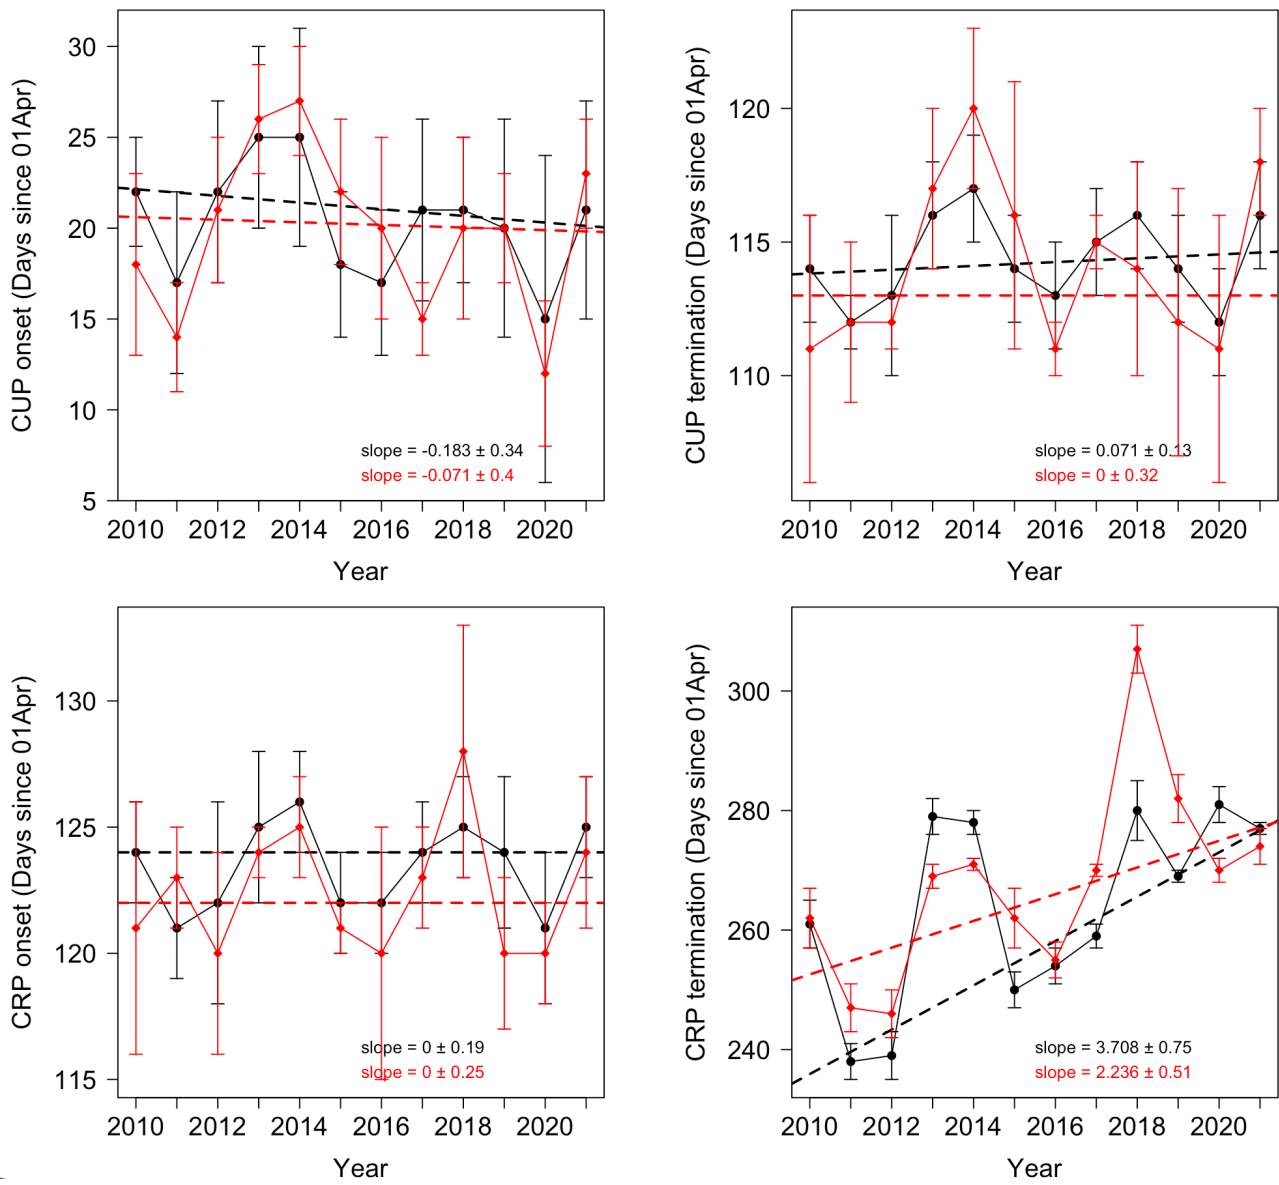 CUP onset (Days since 01Apr)
30
25
20
15
10
5
slope = -0.183 ± 0.34
slope = -0.071 ± 0.4
2010 2012 2014 2016 2018 2020
Year
CUP termination (Days since 01Apr)
120
115
110
slope = 0.071 ± 0.13
slope = 0 ± 0.32
2010 2012 2014 2016 2018 2020
Year
CRP onset (Days since 01Apr)
130
125
120
115
slope = 0 ± 0.19
slope = 0 ± 0.25
2010 2012 2014 2016 2018 2020
Year
CRP termination (Days since 01Apr)
300
280
260
240
slope = 3.708 ± 0.75
slope = 2.236 ± 0.51
2010 2012 2014 2016 2018 2020
Year